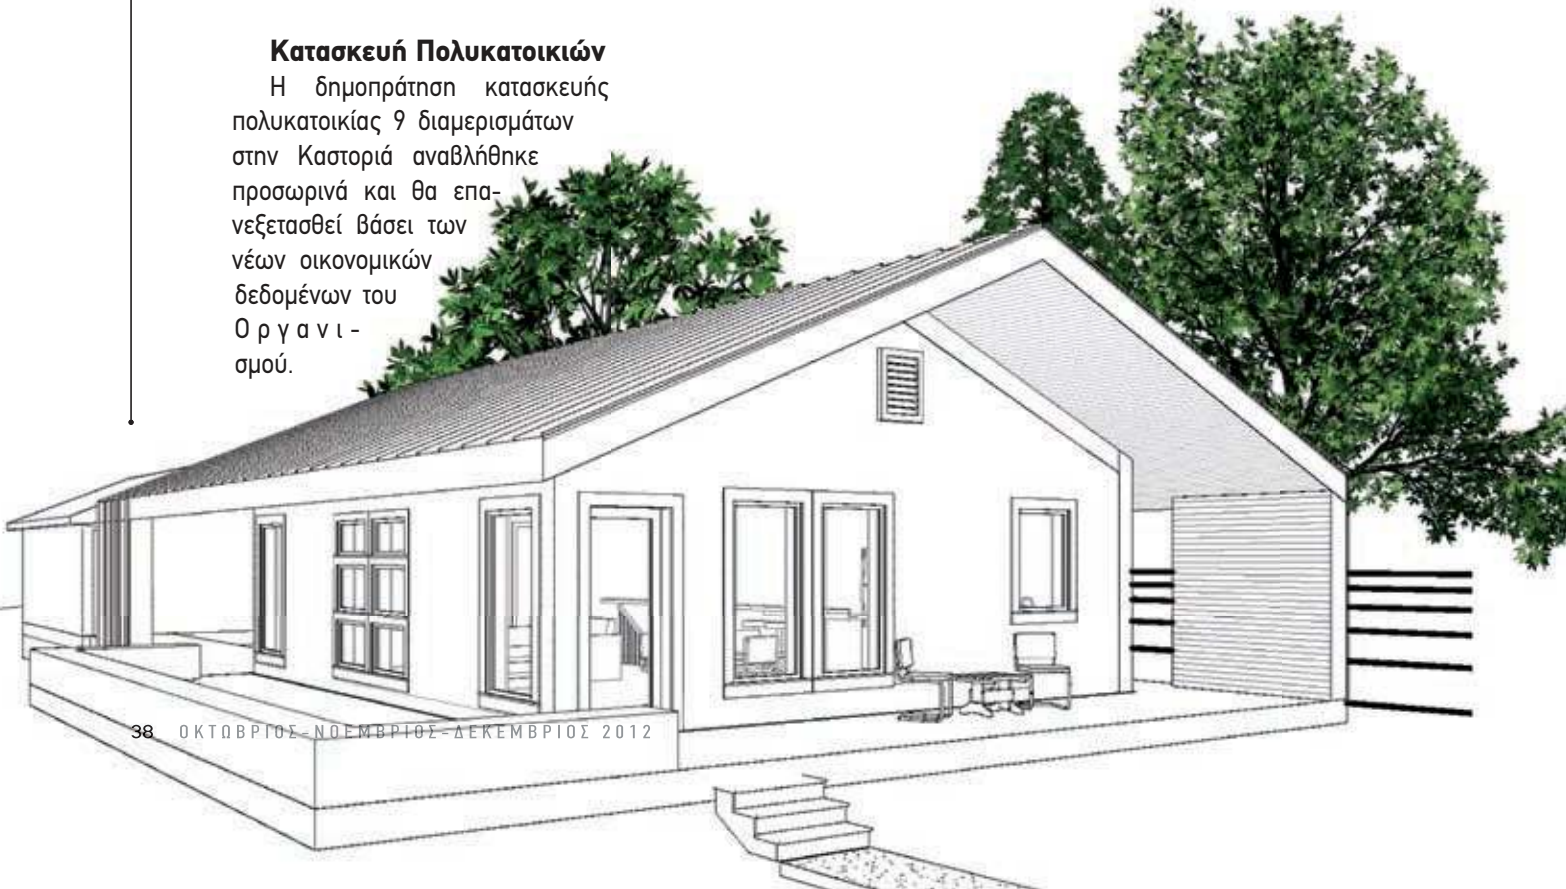 Κατασκευή Πολυκατοικιών
Η δημοπράτηση κατασκευής
πολυκατοικίας 9 διαμερισμάτων
στην Καστοριά αναβλήθηκε
προσωρινά και θα επα-
νεξετασθεί βάσει των
νέων οικονομικών
δεδομένων του
Οργανι-
σμού.
38 ΟΚΤΩΒΡΙΟΣ-ΝΟΕΜΒΡΙΟΣ-ΔΕΚΕΜΒΡΙΟΣ 2012